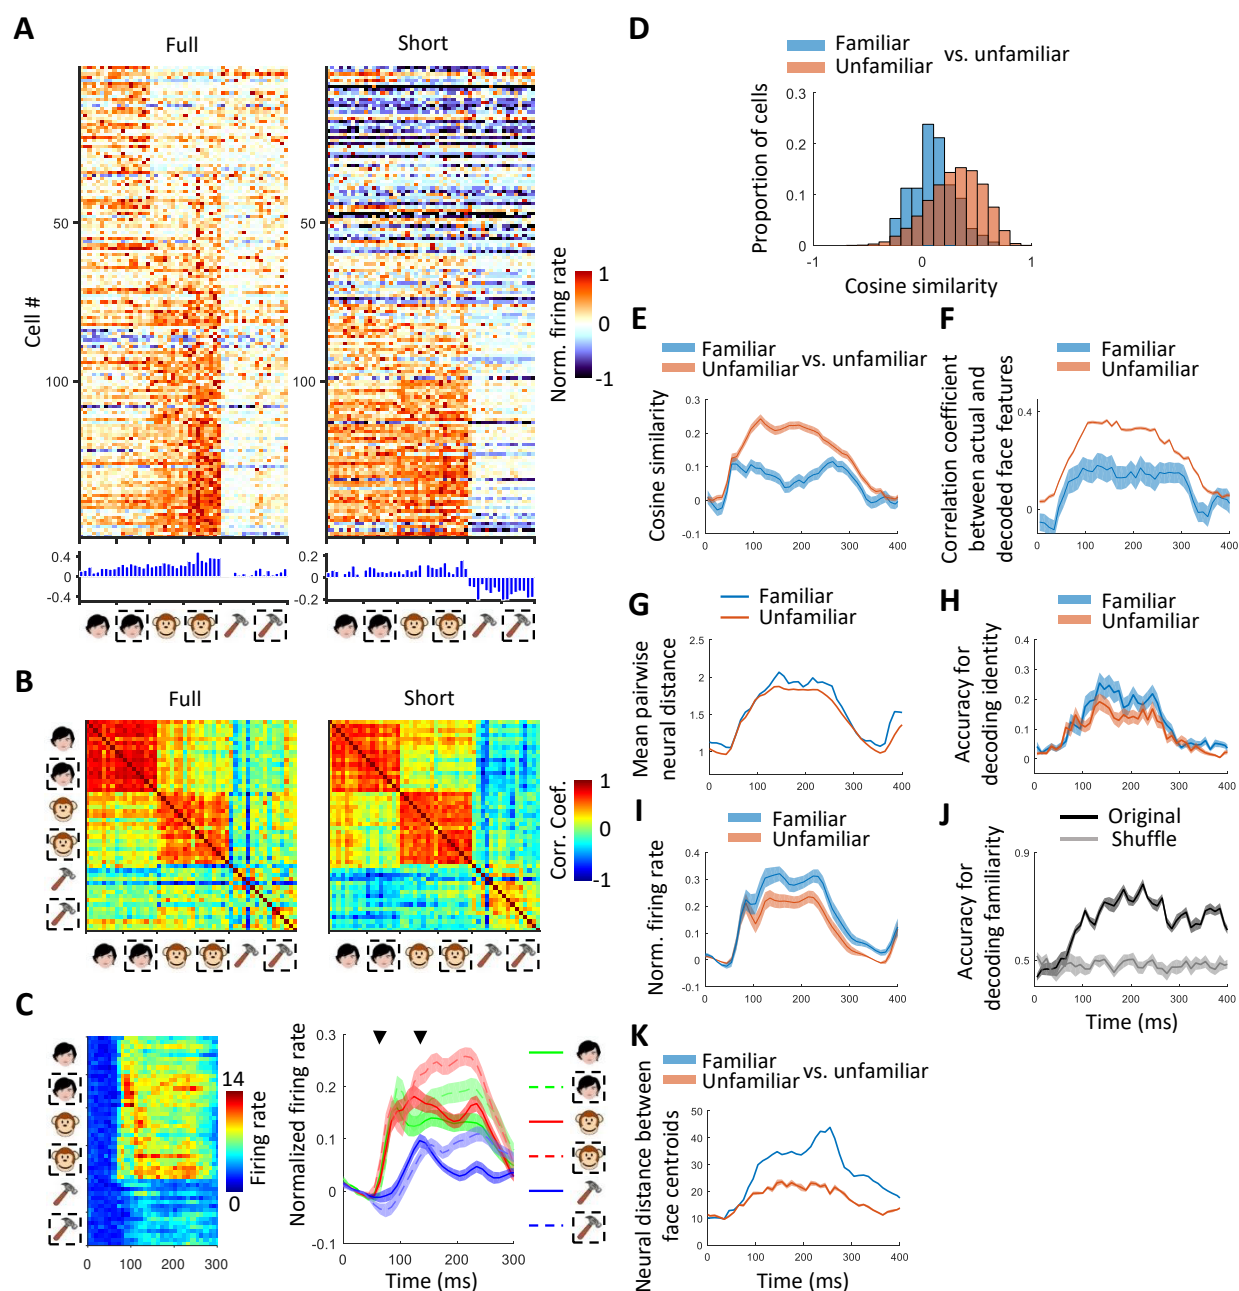 A
Full
Short
50
100
Cell #
50
100
1
0
-1
Norm. firing rate
0.4
0
-0.4
0.2
0
-0.2
B
Full
Short
1
0
-1
Corr. Coef.
C
14
0
Firing rate
0
100
200
300
Normalized firing rate
0.3
0.2
0.1
0
-0.1
0
100
200
300
Time (ms)
D
Familiar
Unfamiliar
vs. unfamiliar
Proportion of cells
0.3
0.2
0.1
0
-1
0
1
Cosine similarity
E
Familiar
Unfamiliar
vs. unfamiliar
Cosine similarity
0.3
0.2
0.1
0
-0.1
0
100
200
300
400
F
Familiar
Unfamiliar
Correlation coefficient
between actual and
decoded face features
0.4
0
0
100
200
300
400
G
Familiar
Unfamiliar
Mean pairwise
neural distance
2.5
2
1.5
1
0
100
200
300
400
H
Familiar
Unfamiliar
Accuracy for
decoding identity
0.4
0.3
0.2
0.1
0
0
100
200
300
400
I
Familiar
Unfamiliar
Norm. firing rate
0.4
0.3
0.2
0.1
0
-0.1
0
100
200
300
400
J
Original
Shuffle
Accuracy for
decoding familiarity
0.9
0.5
0
100
200
300
400
Time (ms)
K
Familiar
Unfamiliar
vs. unfamiliar
Neural distance between
face centroids
50
40
30
20
10
0
0
100
200
300
400
Time (ms)